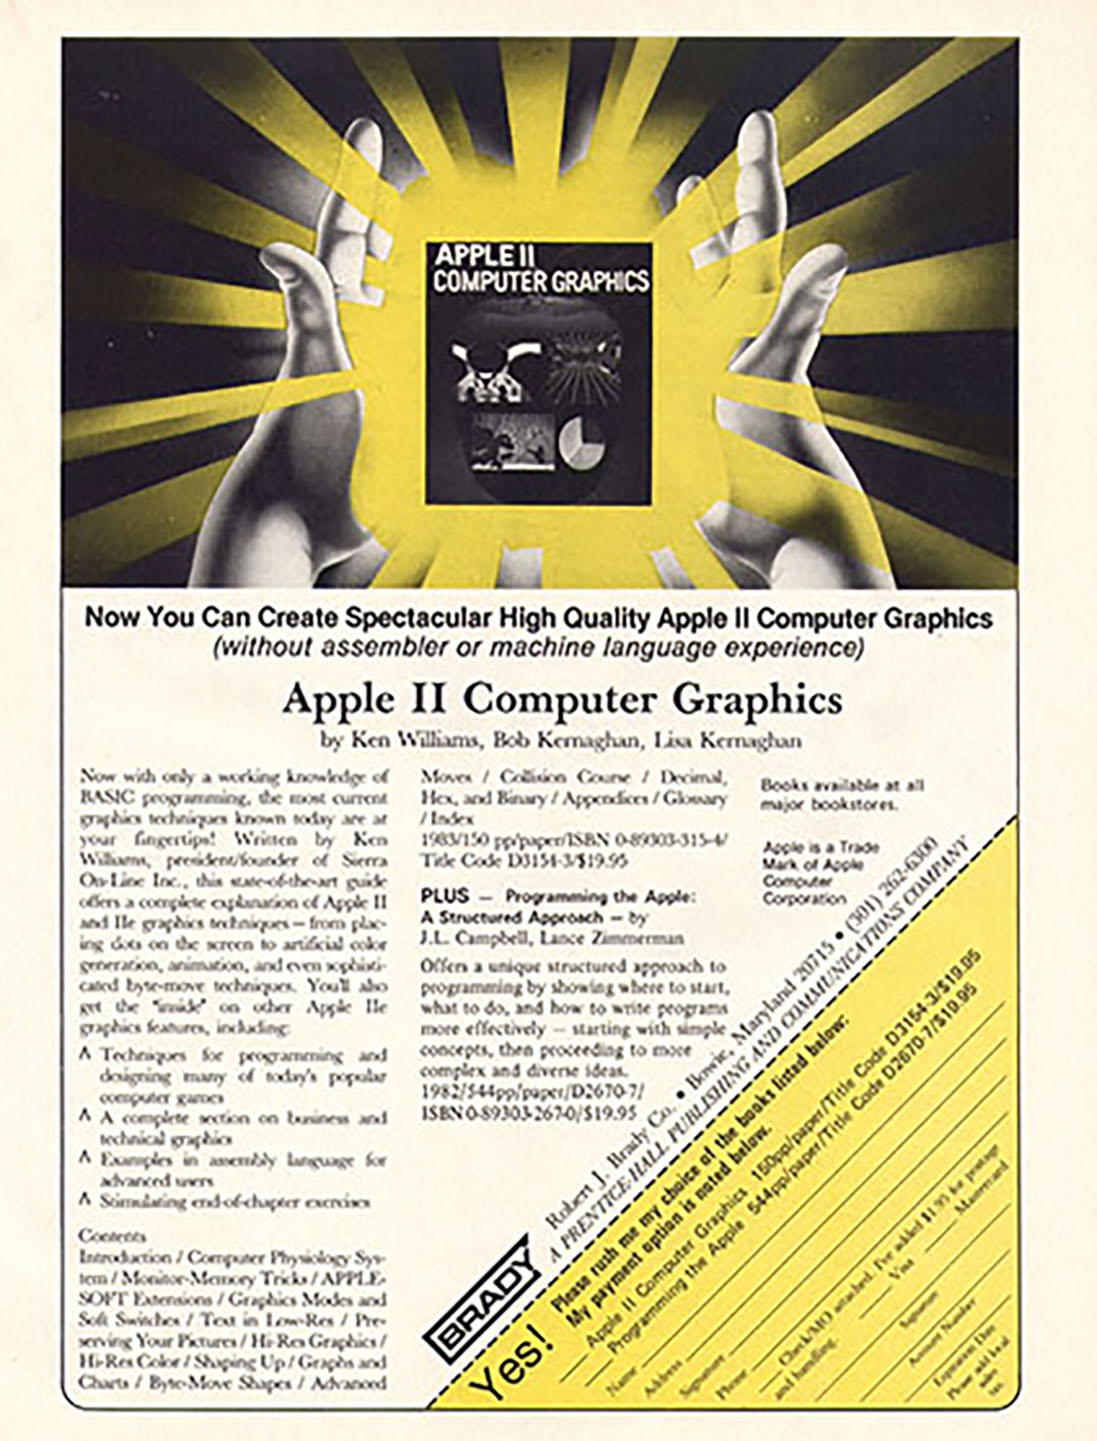 APPLE II
COMPUTER GRAPHICS
Now You Can Create Spectacular High Quality Apple II Computer Graphics
(without assembler or machine language experience)
Apple II Computer Graphics
by Ken Williams, Bob Kernaghan, Lisa Kernaghan
Now with only a working knowledge of
BASIC programming, the most current
graphics techniques known today are at
your fingertips! Written by Ken
Williams, president/founder of Sierra
On-Line Inc., this state-of-the-art guide
offers a complete explanation of Apple II
and IIe graphics techniques — from plac-
ing dots on the screen to artificial color
generation, animation, and even sophisti-
cated byte-move techniques. You'll also
get the "inside" on other Apple IIe
graphics features, including:
^ Techniques for programming and
designing many of today's popular
computer games
^ A complete section on business and
technical graphics
^ Examples in assembly language for
advanced users
^ Stimulating end-of-chapter exercises
Contents
Introduction / Computer Physiology Sys-
tem / Monitor-Memory Tricks / APPLE-
SOFT Extensions / Graphics Modes and
Soft Switches / Text in Low-Res / Pre-
serving Your Pictures / Hi-Res Graphics /
Hi-Res Color / Shaping Up / Graphs and
Charts / Byte-Move Shapes / Advanced
Moves / Collision Course / Decimal,
Hex, and Binary / Appendices / Glossary
/ Index
1983/150 pp/paper/ISBN 0-89303-315-4/
Title Code D3154-3/$19.95
PLUS — Programming the Apple:
A Structured Approach — by
J.L. Campbell, Lance Zimmerman
Offers a unique structured approach to
programming by showing where to start,
what to do, and how to write programs
more effectively — starting with simple
concepts, then proceeding to more
complex and diverse ideas.
1982/544pp/paper/D2670-7/
ISBN 0-89303-267-0/$19.95
Books available at all
major bookstores.
Apple is a Trade
Mark of Apple
Computer
Corporation
BRADY
Robert J. Brady Co. • Bowie, Maryland 20715 • (301) 262-6300
A PRENTICE-HALL PUBLISHING AND COMMUNICATIONS COMPANY
Yes!
Please rush me my choice of the books listed below:
My payment option is noted below.
Apple II Computer Graphics 150pp/paper/Title Code D3154-3/$19.95
Programming the Apple 544pp/paper/Title Code D2670-7/$19.95
Name
Address
Signature
Phone
Check/MO attached. I've added $1.95 for postage
and handling.
Visa
Mastercard
Signature
Account Number
Expiration Date
Please add local
sales
tax.